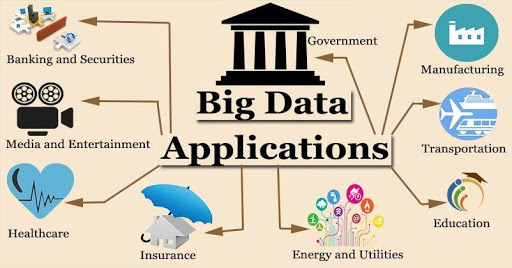 Government
Big Data
Applications
Banking and Securities
Media and Entertainment
Healthcare
Insurance
Energy and Utilities
Education
Transportation
Manufacturing